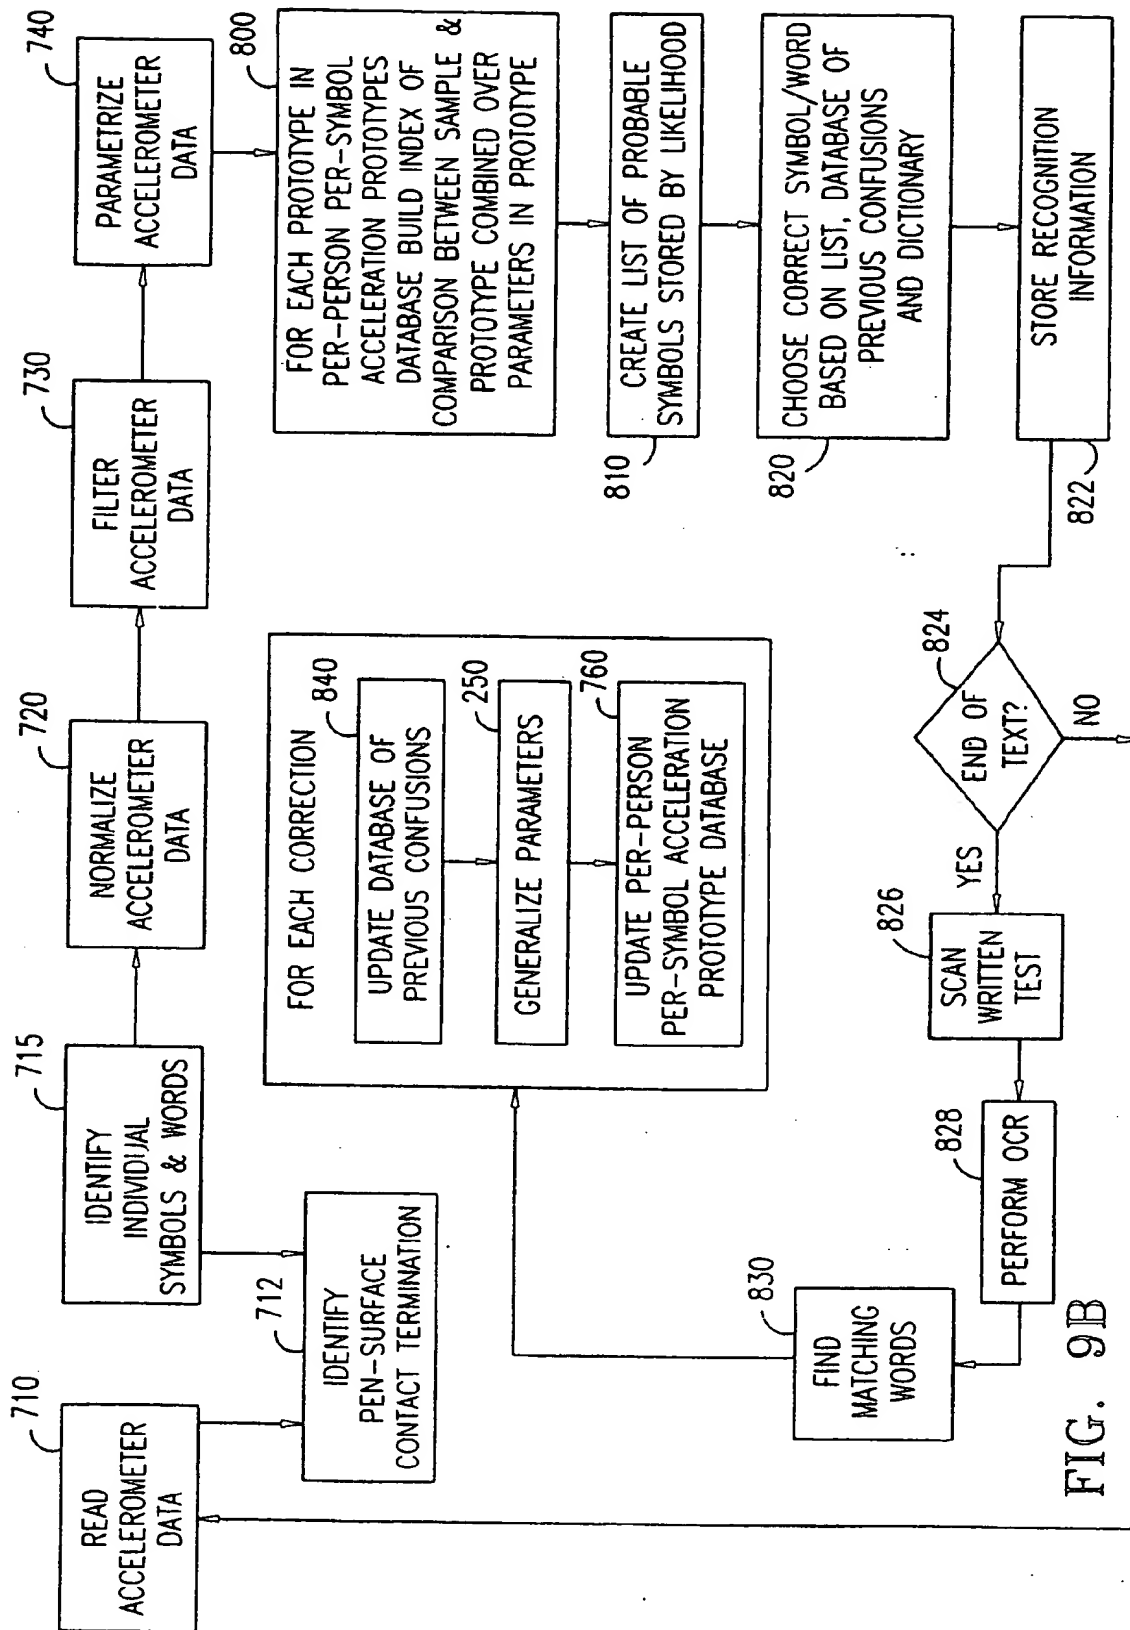 710
READ
ACCELEROMETER
DATA
712
IDENTIFY
PEN-SURFACE
CONTACT TERMINATION
715
IDENTIFY
INDIVIDUAL
SYMBOLS & WORDS
720
NORMALIZE
ACCELEROMETER
DATA
730
FILTER
ACCELEROMETER
DATA
740
PARAMETRIZE
ACCELEROMETER
DATA
800
FOR EACH PROTOTYPE IN
PER-PERSON PER-SYMBOL
ACCELERATION PROTOTYPES
DATABASE BUILD INDEX OF
COMPARISON BETWEEN SAMPLE &
PROTOTYPE COMBINED OVER
PARAMETERS IN PROTOTYPE
810
CREATE LIST OF PROBABLE
SYMBOLS STORED BY LIKELIHOOD
820
CHOOSE CORRECT SYMBOL/WORD
BASED ON LIST, DATABASE OF
PREVIOUS CONFUSIONS
AND DICTIONARY
822
STORE RECOGNITION
INFORMATION
824
END OF
TEXT?
NO
YES
826
SCAN
WRITTEN
TEST
828
PERFORM OCR
830
FIND
MATCHING
WORDS
FOR EACH CORRECTION
840
UPDATE DATABASE OF
PREVIOUS CONFUSIONS
250
GENERALIZE PARAMETERS
760
UPDATE PER-PERSON
PER-SYMBOL ACCELERATION
PROTOTYPE DATABASE
FIG. 9B